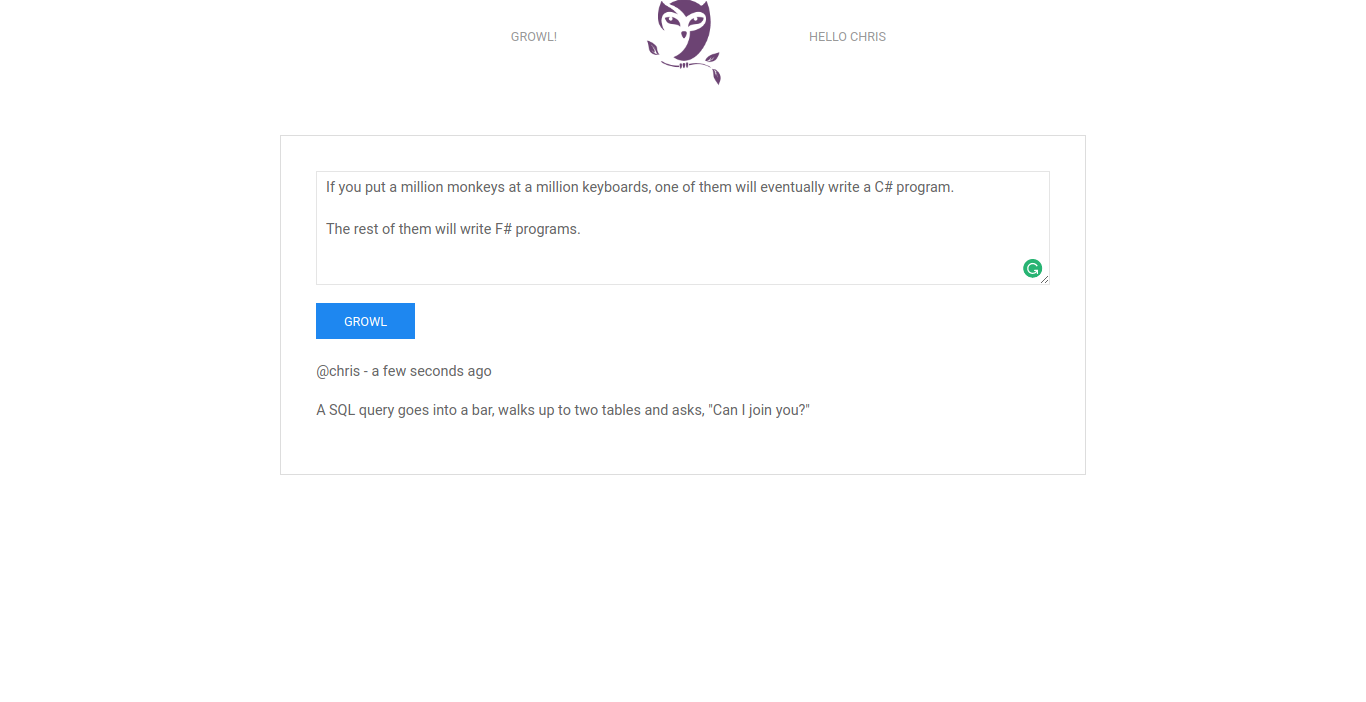 GROWL!
HELLO CHRIS
If you put a million monkeys at a million keyboards, one of them will eventually write a C# program.
The rest of them will write F# programs.
GROWL
@chris - a few seconds ago
A SQL query goes into a bar, walks up to two tables and asks, "Can I join you?"